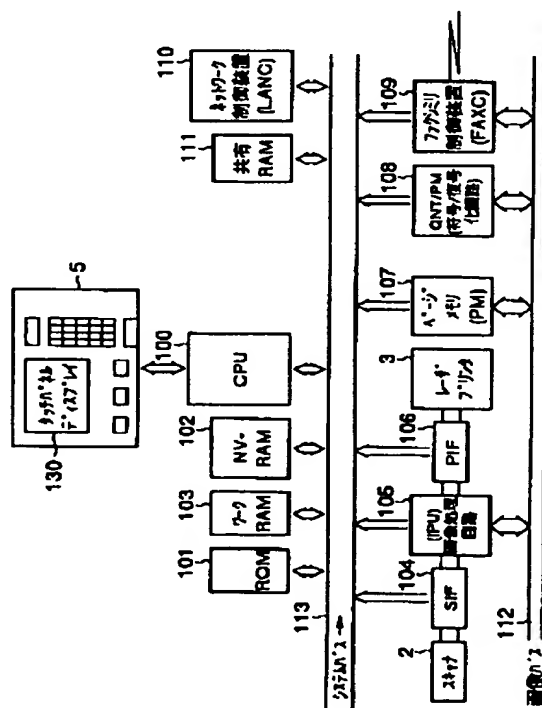 5
タッチパネル
ディスプレイ
130
110
ネットワーク
制御装置
(LANC)
111
共有
RAM
100
CPU
102
NV-
RAM
103
ワーク
RAM
101
ROM
113
システムバス
109
ファクシミリ
制御装置
(FAXC)
108
QNT/PM
(符号/復号
化回路)
107
ページ
メモリ
(PM)
3
レーザ
プリンタ
106
PIF
105
(IPU)
画像処理
回路
104
SIF
2
スキャナ
112
画像バス